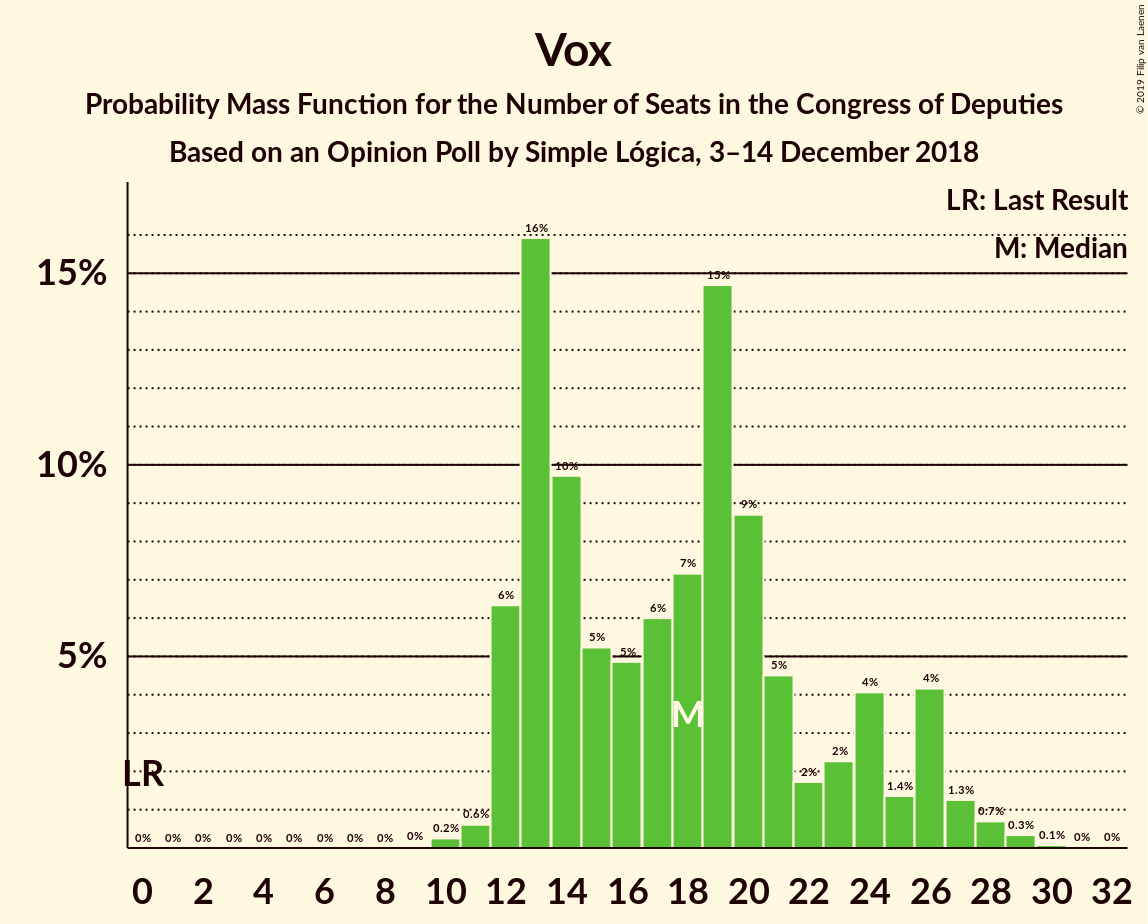 Vox
Probability Mass Function for the Number of Seats in the Congress of Deputies
Based on an Opinion Poll by Simple Lógica, 3–14 December 2018
© 2019 Filip van Laenen
LR: Last Result
M: Median
15%
10%
5%
0% 0% 0% 0% 0% 0% 0% 0% 0% 0% 0.2% 0.6% 6% 16% 10% 5% 5% 6% 7% 15% 9% 5% 2% 2% 4% 1.4% 4% 1.3% 0.7% 0.3% 0.1% 0% 0%
LR
M
0 2 4 6 8 10 12 14 16 18 20 22 24 26 28 30 32